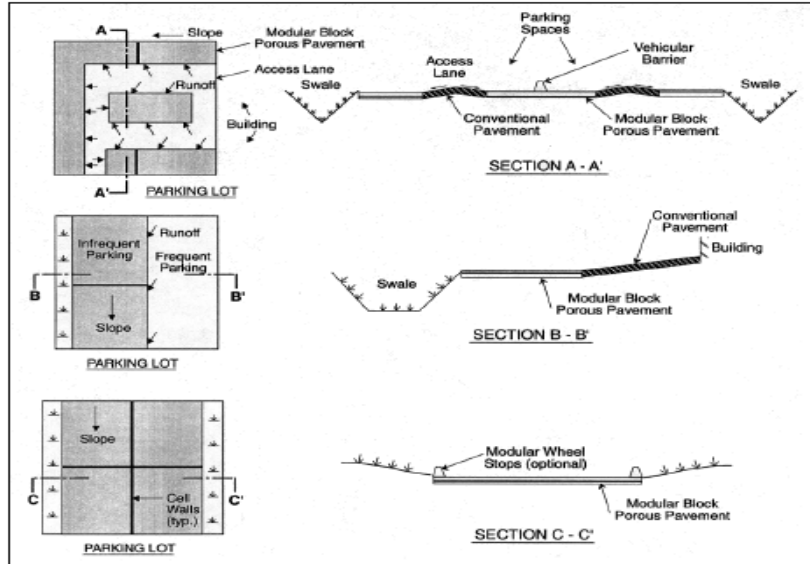 A
Slope
Modular Block
Porous Pavement
Access Lane
Runoff
Building
A'
PARKING LOT
Parking
Spaces
Vehicular
Barrier
Access
Lane
Swale
Swale
Conventional
Pavement
Modular Block
Porous Pavement
SECTION A - A'
Infrequent
Parking
Runoff
Frequent
Parking
B
B'
Slope
PARKING LOT
Conventional
Pavement
Building
Swale
Modular Block
Porous Pavement
SECTION B - B'
Slope
C
C'
Cell
Walls
(typ.)
PARKING LOT
Modular Wheel
Stops (optional)
Modular Block
Porous Pavement
SECTION C - C'